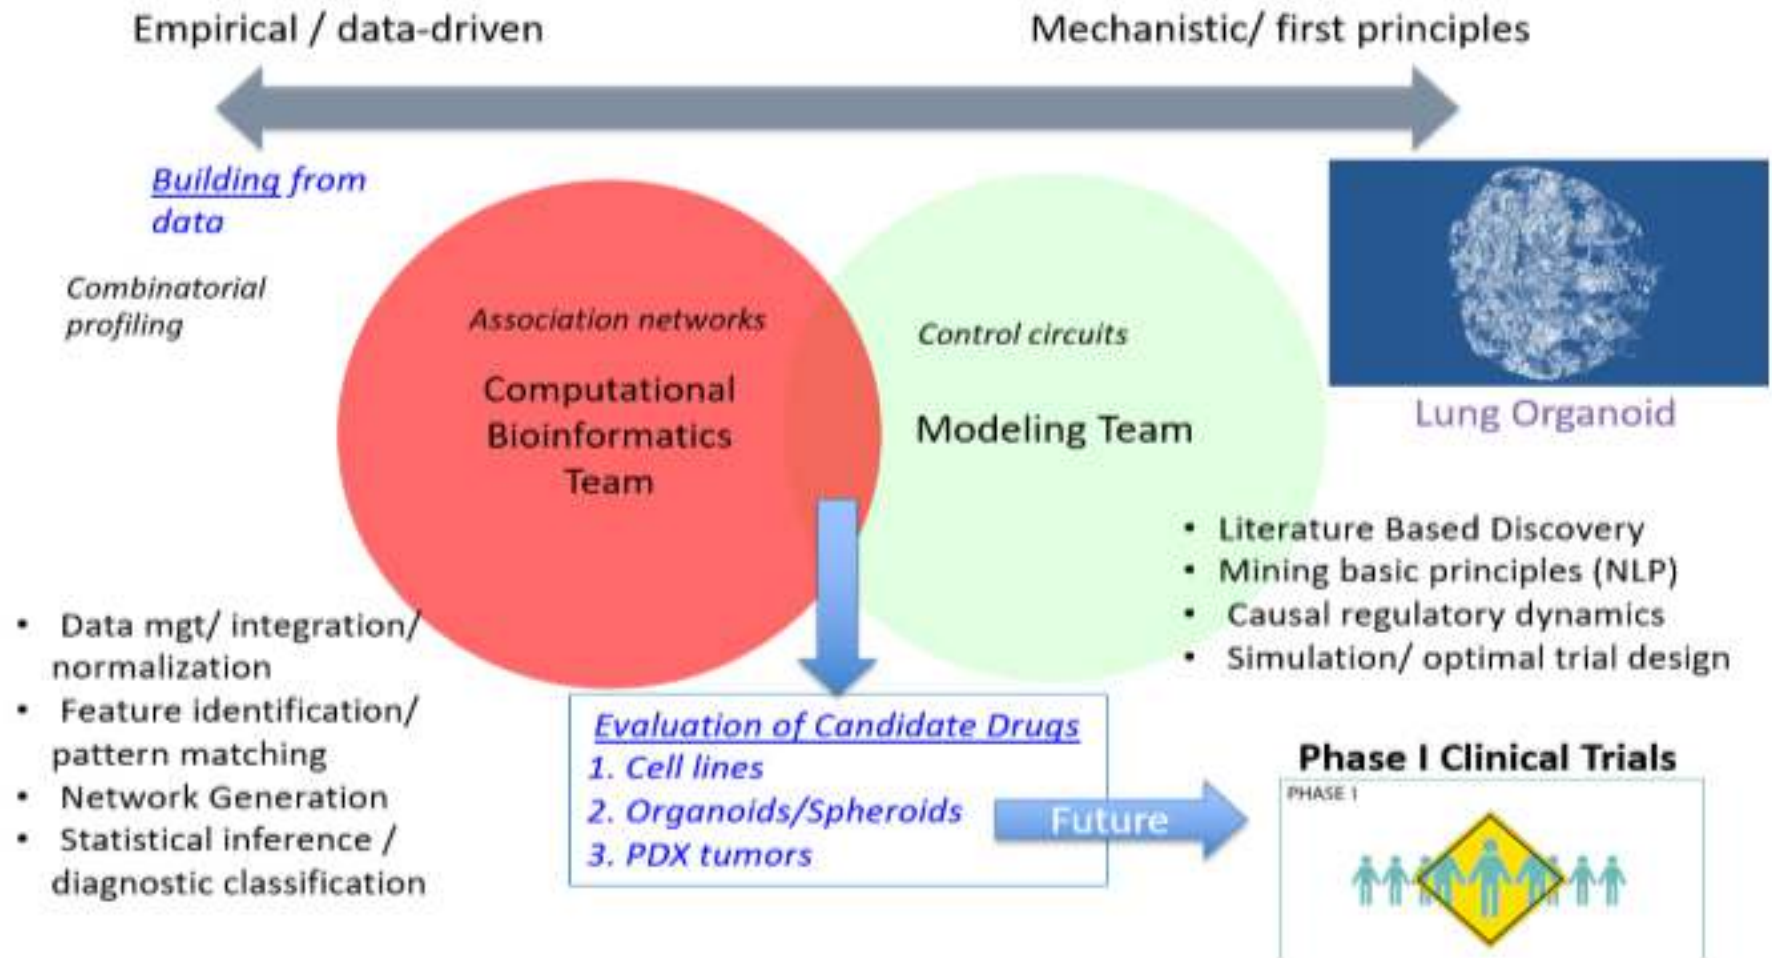 Empirical / data-driven
Mechanistic/ first principles
Building from
data
Combinatorial
profiling
Association networks
Computational
Bioinformatics
Team
Control circuits
Modeling Team
Lung Organoid
• Literature Based Discovery
• Mining basic principles (NLP)
• Causal regulatory dynamics
• Simulation/ optimal trial design
• Data mgt/ integration/
normalization
• Feature identification/
pattern matching
• Network Generation
• Statistical inference /
diagnostic classification
Evaluation of Candidate Drugs
1. Cell lines
2. Organoids/Spheroids
3. PDX tumors
Future
Phase I Clinical Trials
PHASE 1